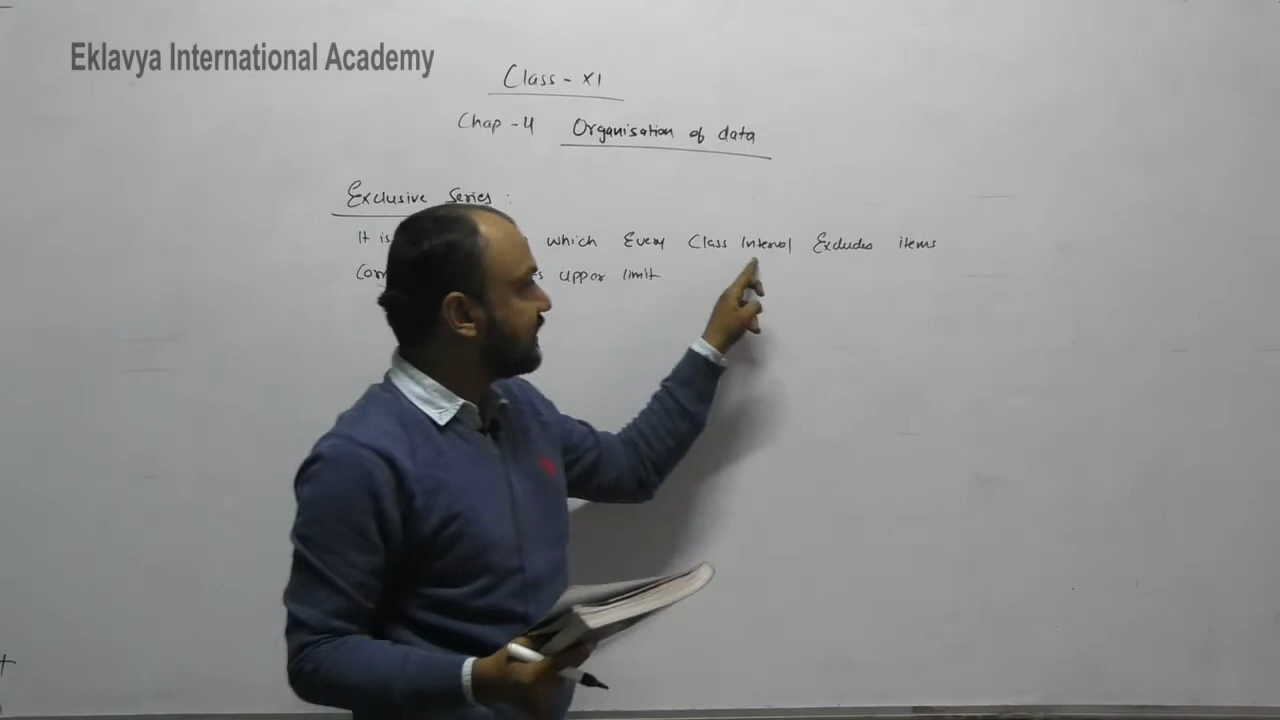 Eklavya International Academy
Class - XI
Chap - 4 Organisation of data
Exclusive Series :
It is which Every Class Interval Excludes items
upper limit